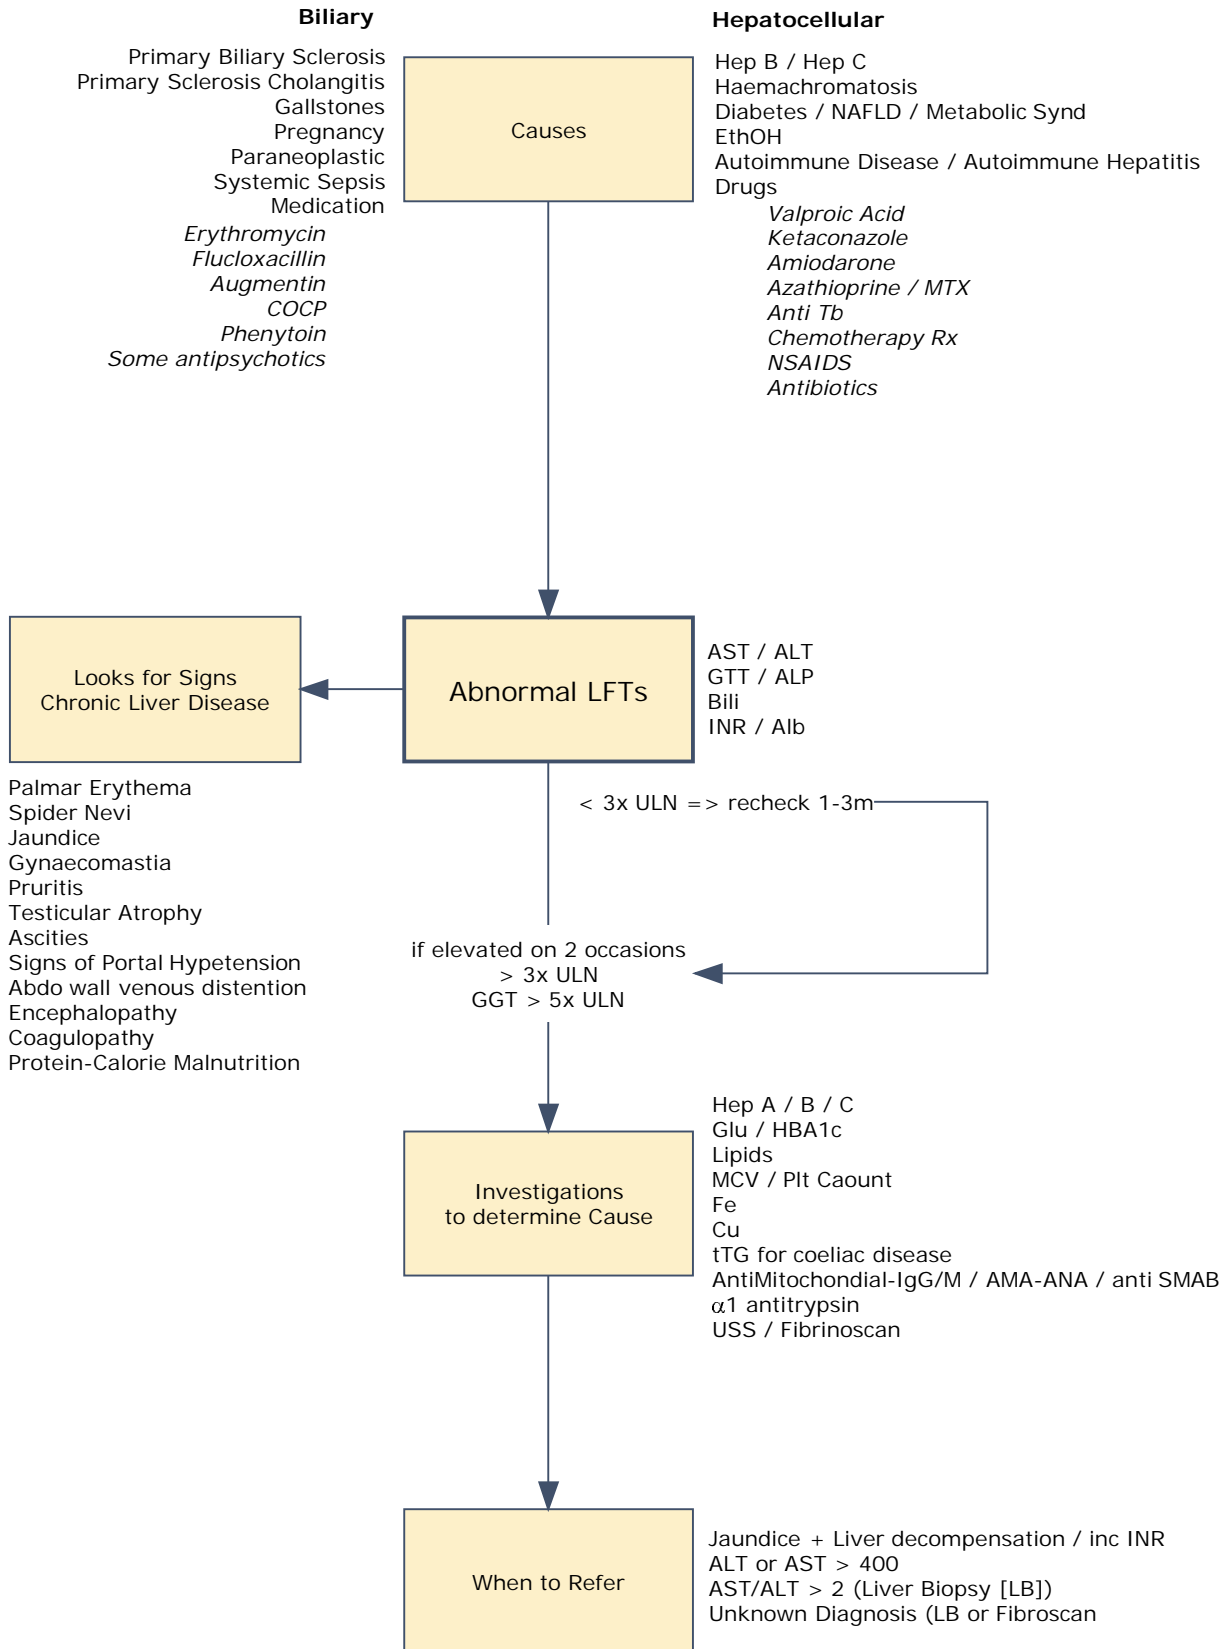 Biliary
Primary Biliary Sclerosis
Primary Sclerosis Cholangitis
Gallstones
Pregnancy
Paraneoplastic
Systemic Sepsis
Medication
Erythromycin
Flucloxacillin
Augmentin
COCP
Phenytoin
Some antipsychotics
Causes
Hepatocellular
Hep B / Hep C
Haemachromatosis
Diabetes / NAFLD / Metabolic Synd
EthOH
Autoimmune Disease / Autoimmune Hepatitis
Drugs
Valproic Acid
Ketaconazole
Amiodarone
Azathioprine / MTX
Anti Tb
Chemotherapy Rx
NSAIDS
Antibiotics
Looks for Signs
Chronic Liver Disease
Palmar Erythema
Spider Nevi
Jaundice
Gynaecomastia
Pruritis
Testicular Atrophy
Ascities
Signs of Portal Hypetension
Abdo wall venous distention
Encephalopathy
Coagulopathy
Protein-Calorie Malnutrition
Abnormal LFTs
AST / ALT
GTT / ALP
Bili
INR / Alb
< 3x ULN => recheck 1-3m
if elevated on 2 occasions
> 3x ULN
GGT > 5x ULN
Investigations
to determine Cause
Hep A / B / C
Glu / HBA1c
Lipids
MCV / Plt Caount
Fe
Cu
tTG for coeliac disease
AntiMitochondial-IgG/M / AMA-ANA / anti SMAB
α1 antitrypsin
USS / Fibrinoscan
When to Refer
Jaundice + Liver decompensation / inc INR
ALT or AST > 400
AST/ALT > 2 (Liver Biopsy [LB])
Unknown Diagnosis (LB or Fibroscan